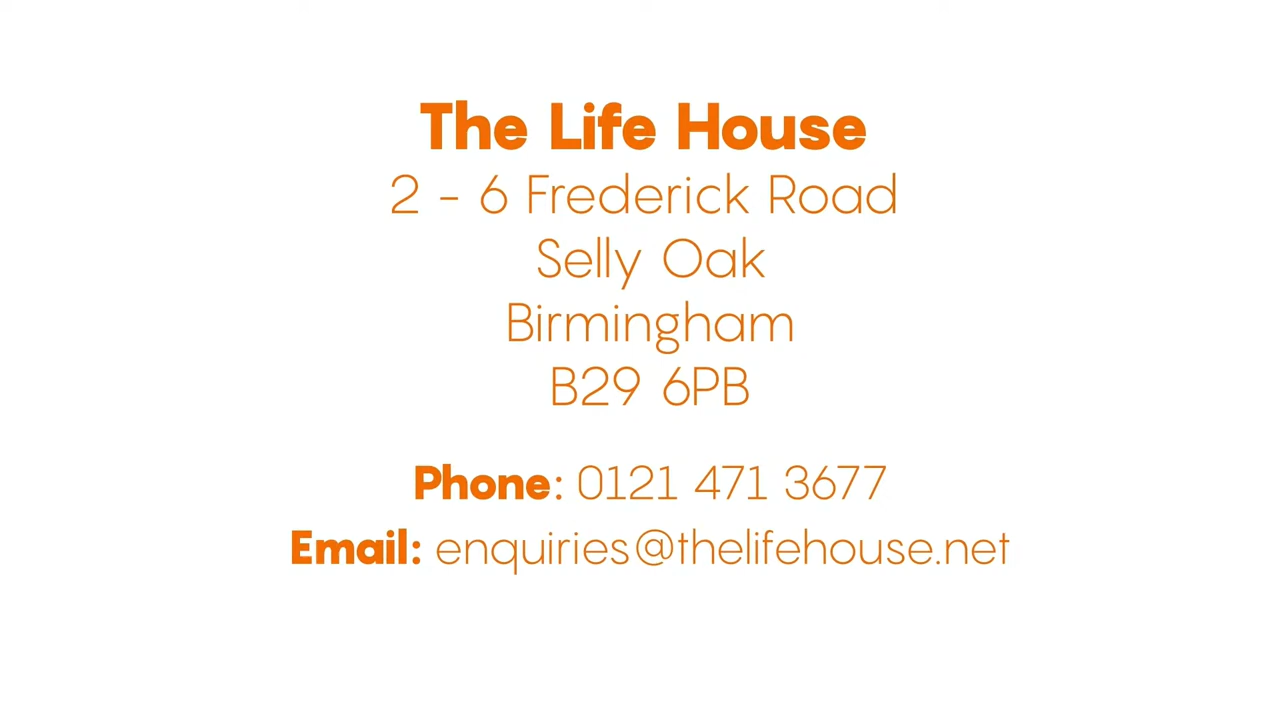 The Life House
2 - 6 Frederick Road
Selly Oak
Birmingham
B29 6PB
Phone: 0121 471 3677
Email: enquiries@thelifehouse.net